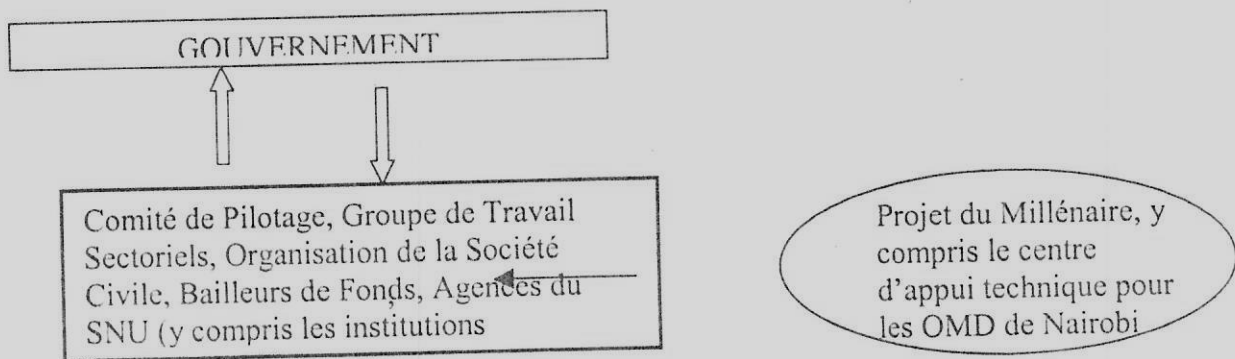 GOUVERNEMENT
Comité de Pilotage, Groupe de Travail
Sectoriels, Organisation de la Société
Civile, Bailleurs de Fonds, Agences du
SNU (y compris les institutions
Projet du Millénaire, y
compris le centre
d'appui technique pour
les OMD de Nairobi